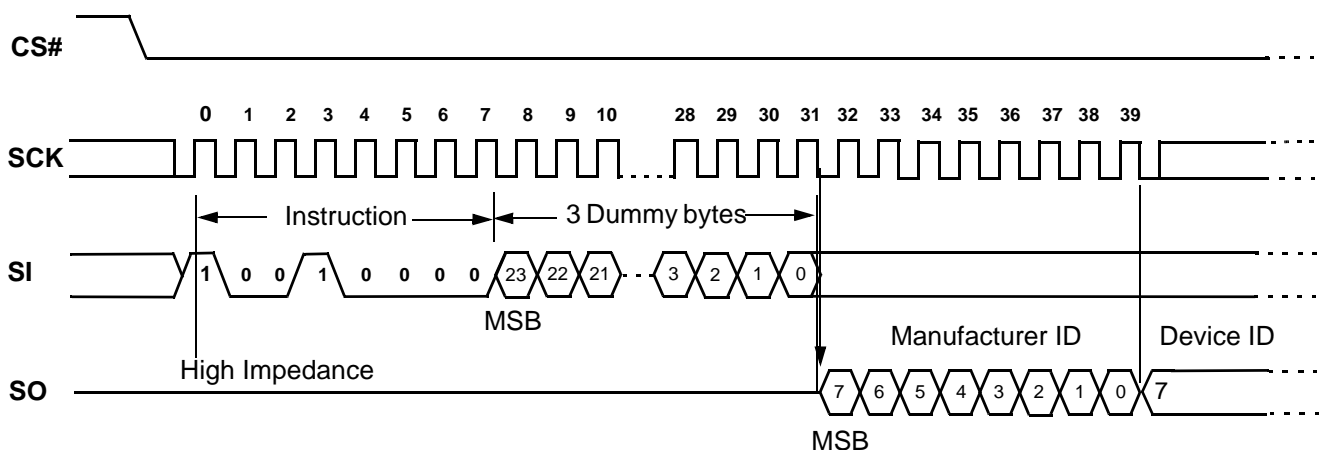 CS#
0 1 2 3 4 5 6 7 8 9 10 28 29 30 31 32 33 34 35 36 37 38 39
SCK
Instruction 3 Dummy bytes
SI 1 0 0 1 0 0 0 0 23 22 21 3 2 1 0
MSB
Manufacturer ID Device ID
High Impedance
SO 7 6 5 4 3 2 1 0 7
MSB